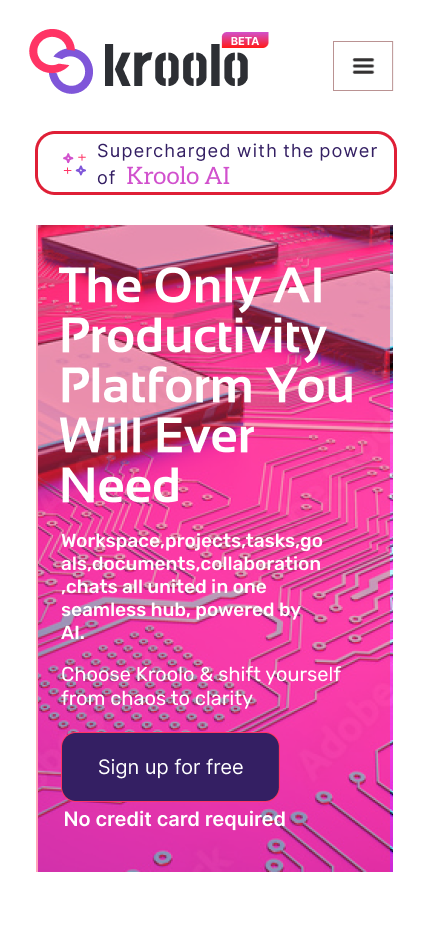 BETA
kroolo
Supercharged with the power
of Kroolo AI
The Only AI
Productivity
Platform You
Will Ever
Need
Workspace,projects,tasks,go
als,documents,collaboration
,chats all united in one
seamless hub, powered by
AI.
Choose Kroolo & shift yourself
from chaos to clarity
Sign up for free
No credit card required
Adobe